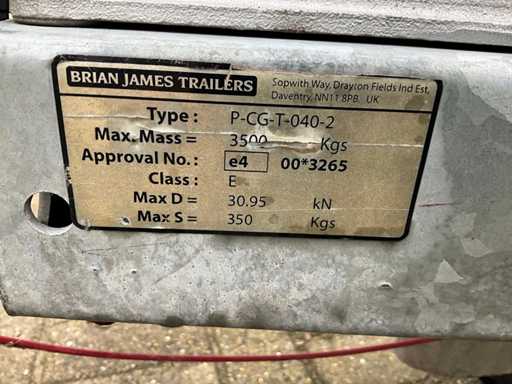 BRIAN JAMES TRAILERS
Sopwith Way, Drayton Fields Ind Est,
Daventry, NN11 8PB. UK
Type : P-CG-T-040-2
Max. Mass = 3500 Kgs
Approval No. : e4 00*3265
Class : E
Max D = 30.95 kN
Max S = 350 Kgs